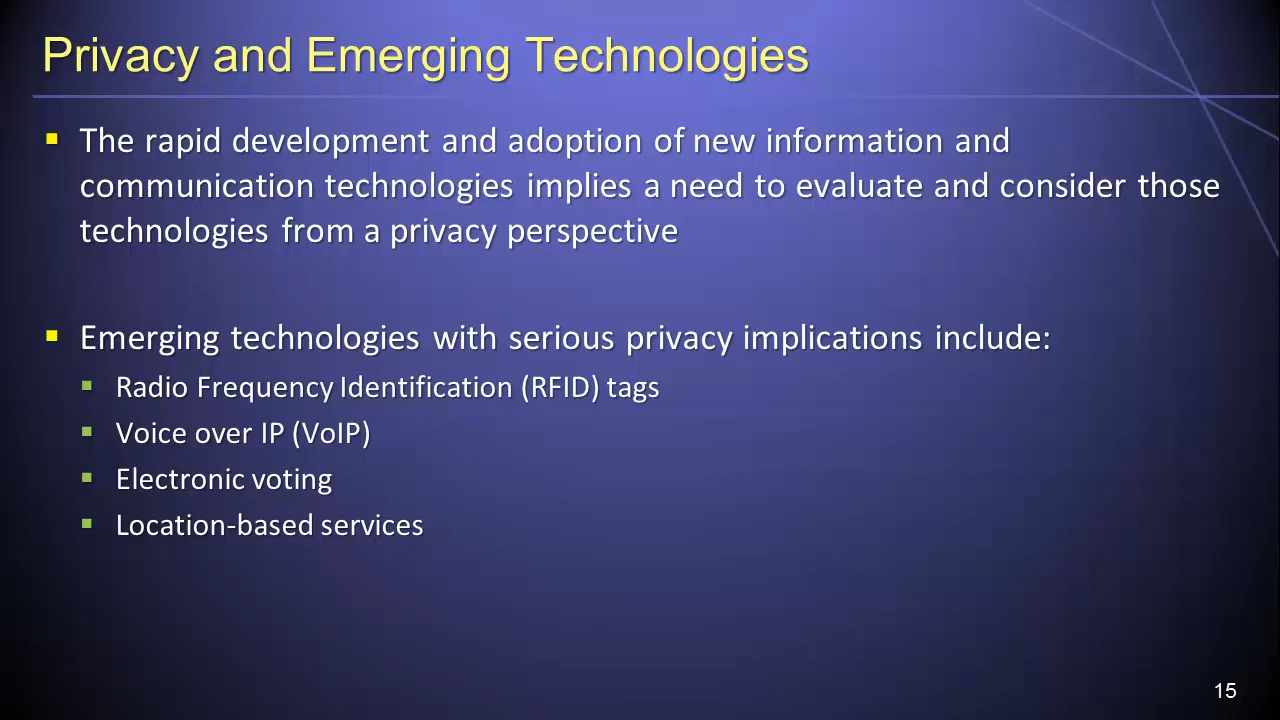 Privacy and Emerging Technologies
The rapid development and adoption of new information and
communication technologies implies a need to evaluate and consider those
technologies from a privacy perspective
Emerging technologies with serious privacy implications include:
Radio Frequency Identification (RFID) tags
Voice over IP (VoIP)
Electronic voting
Location-based services
15